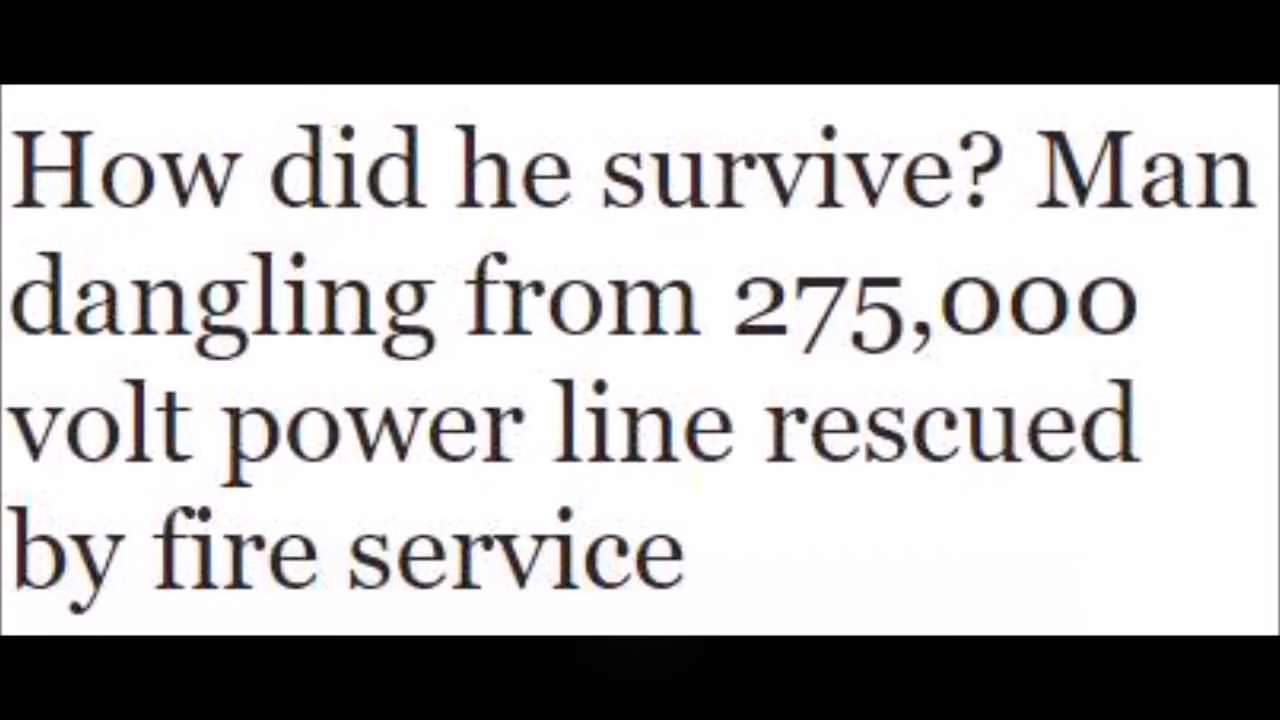 How did he survive? Man
dangling from 275,000
volt power line rescued
by fire service